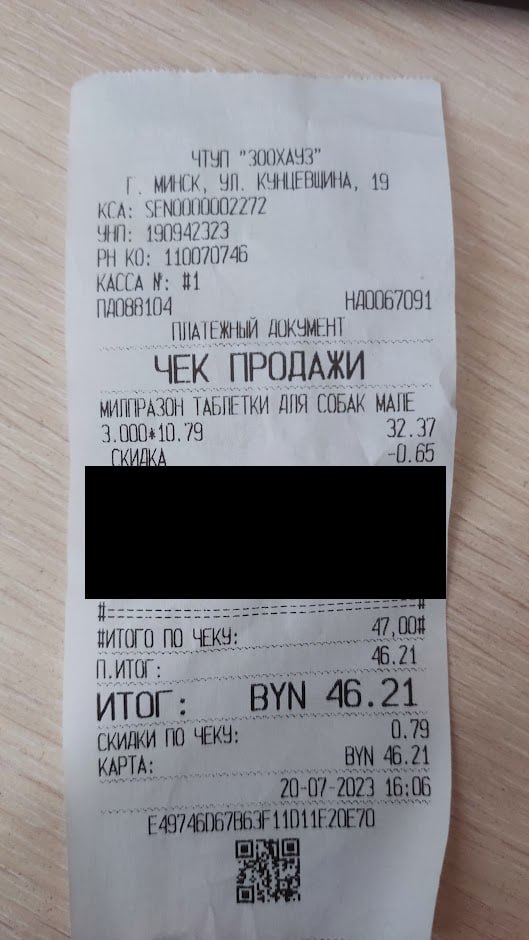 ЧТУП "ЗООХАУЗ"
Г. МИНСК, УЛ. КУНЦЕВЩИНА, 19
КСА: SEN0000002272
УНП: 190942323
РН КО: 110070746
КАССА №: #1
ПД088104 НД0067091
ПЛАТЕЖНЫЙ ДОКУМЕНТ
ЧЕК ПРОДАЖИ
МИЛПРАЗОН ТАБЛЕТКИ ДЛЯ СОБАК МАЛЕ
3.000*10.79 32.37
СКИДКА -0.65
#==============================#
#ИТОГО ПО ЧЕКУ: 47,00#
П.ИТОГ: 46.21
ИТОГ: BYN 46.21
СКИДКИ ПО ЧЕКУ: 0.79
КАРТА: BYN 46.21
20-07-2023 16:06
E49746D67B63F11D11E20E70